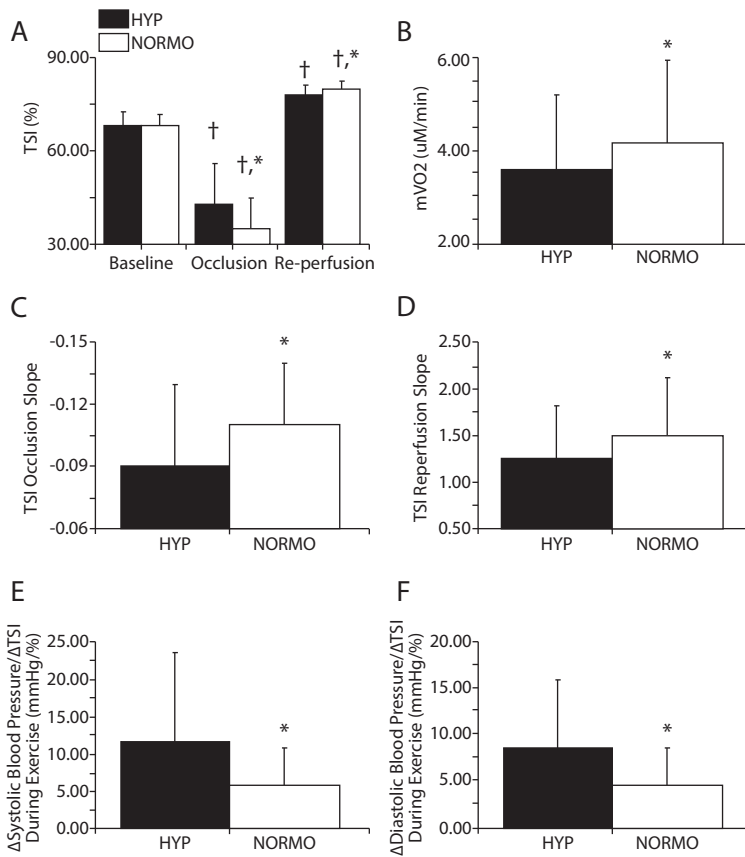 A
HYP
NORMO
90.00
60.00
30.00
TSI (%)
†
†,*
†
†,*
Baseline
Occlusion
Re-perfusion
B
6.00
4.00
2.00
mVO2 (uM/min)
*
HYP
NORMO
C
-0.15
-0.12
-0.09
-0.06
TSI Occlusion Slope
*
HYP
NORMO
D
2.50
2.00
1.50
1.00
0.50
TSI Reperfusion Slope
*
HYP
NORMO
E
25.00
20.00
15.00
10.00
5.00
0.00
ΔSystolic Blood Pressure/ΔTSI
During Exercise (mmHg/%)
*
HYP
NORMO
F
20.00
15.00
10.00
5.00
0.00
ΔDiastolic Blood Pressure/ΔTSI
During Exercise (mmHg/%)
*
HYP
NORMO